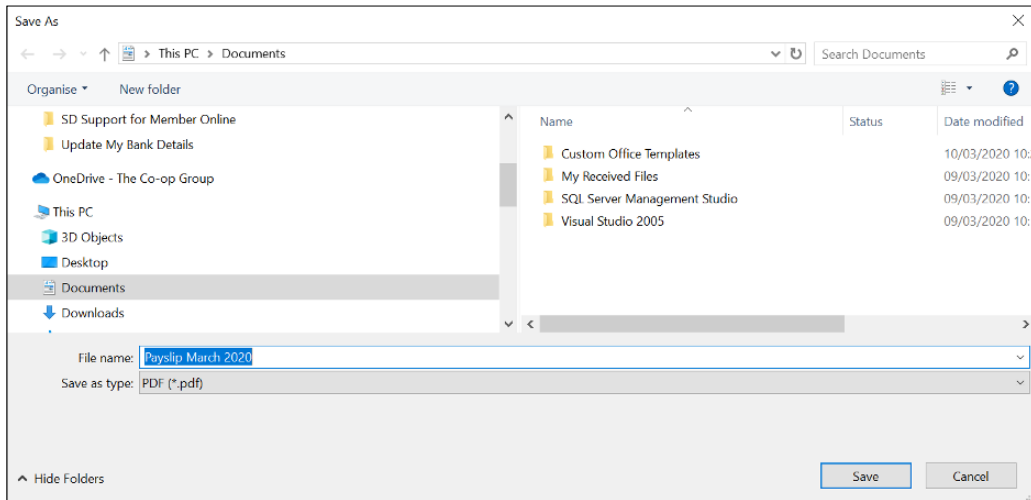 Save As
This PC > Documents
Search Documents
Organise
New folder
SD Support for Member Online
Update My Bank Details
OneDrive - The Co-op Group
This PC
3D Objects
Desktop
Documents
Downloads
Name Status Date modified
Custom Office Templates 10/03/2020 10:
My Received Files 09/03/2020 10:
SQL Server Management Studio 09/03/2020 10:
Visual Studio 2005 09/03/2020 10:
File name: Payslip March 2020
Save as type: PDF (*.pdf)
Hide Folders
Save
Cancel